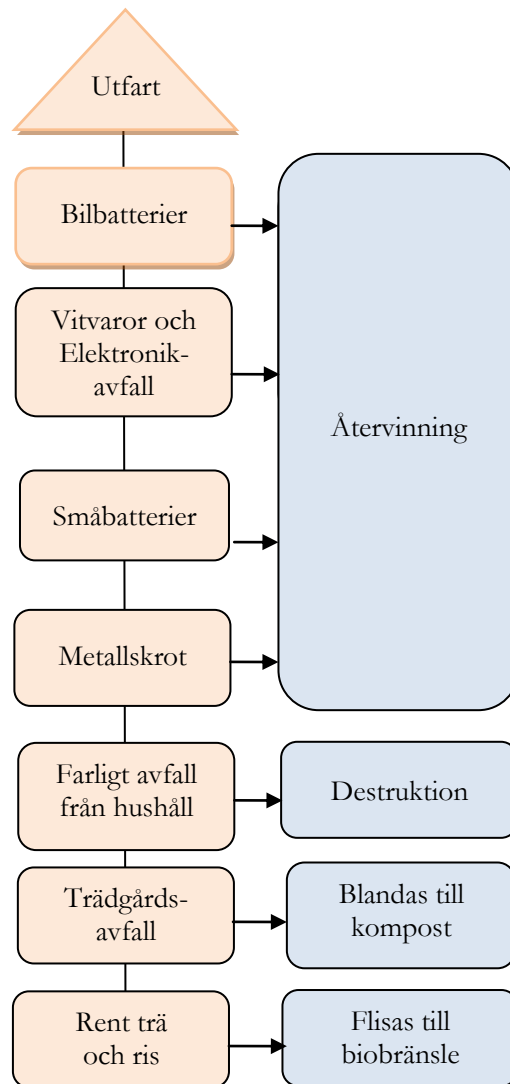 Utfart
Bilbatterier
Vitvaror och
Elektronik-
avfall
Återvinning
Småbatterier
Metallskrot
Farligt avfall
från hushåll
Destruktion
Trädgårds-
avfall
Blandas till
kompost
Rent trä
och ris
Flisas till
biobränsle